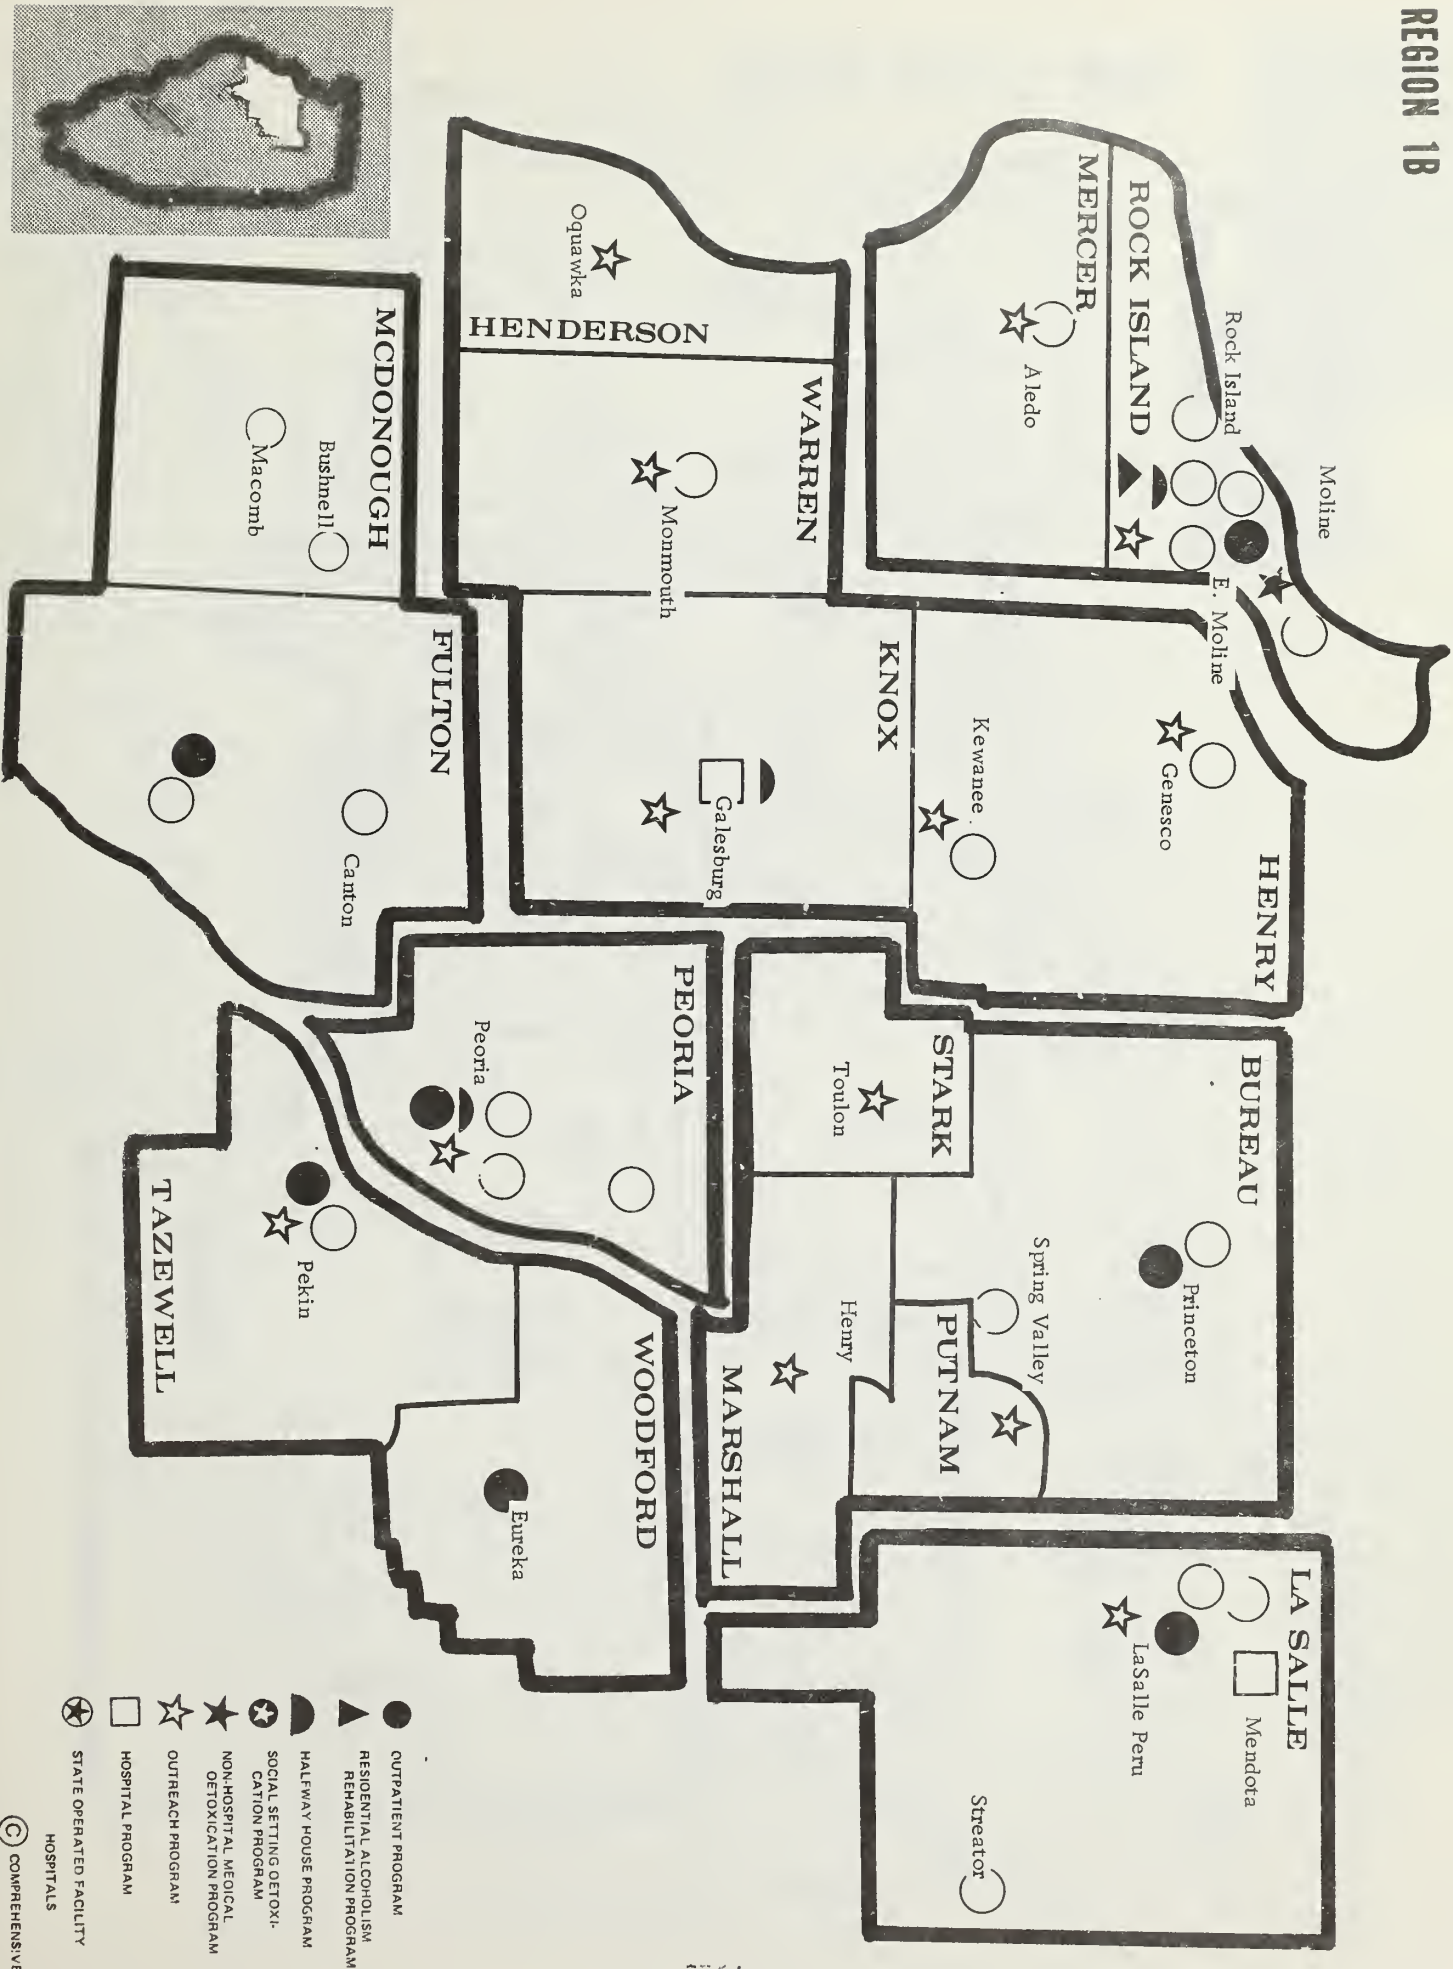 REGION 1B
Moline
Rock Island
ROCK ISLAND
MERCER
Aledo
E. Moline
Genesco
HENRY
Kewanee
BUREAU
Princeton
Spring Valley
PUTNAM
LA SALLE
Mendota
LaSalle Peru
Streator
STARK
Toulon
Henry
MARSHALL
Oquawka
HENDERSON
WARREN
Monmouth
KNOX
Galesburg
PEORIA
Peoria
WOODFORD
Eureka
MCDONOUGH
Bushnell
Macomb
FULTON
Canton
Pekin
TAZEWELL
OUTPATIENT PROGRAM
RESIDENTIAL ALCOHOLISM
REHABILITATION PROGRAM
HALFWAY HOUSE PROGRAM
SOCIAL SETTING DETOXI-
CATION PROGRAM
NON-HOSPITAL MEDICAL
DETOXICATION PROGRAM
OUTREACH PROGRAM
HOSPITAL PROGRAM
STATE OPERATED FACILITY
HOSPITALS
C COMPREHENSIVE